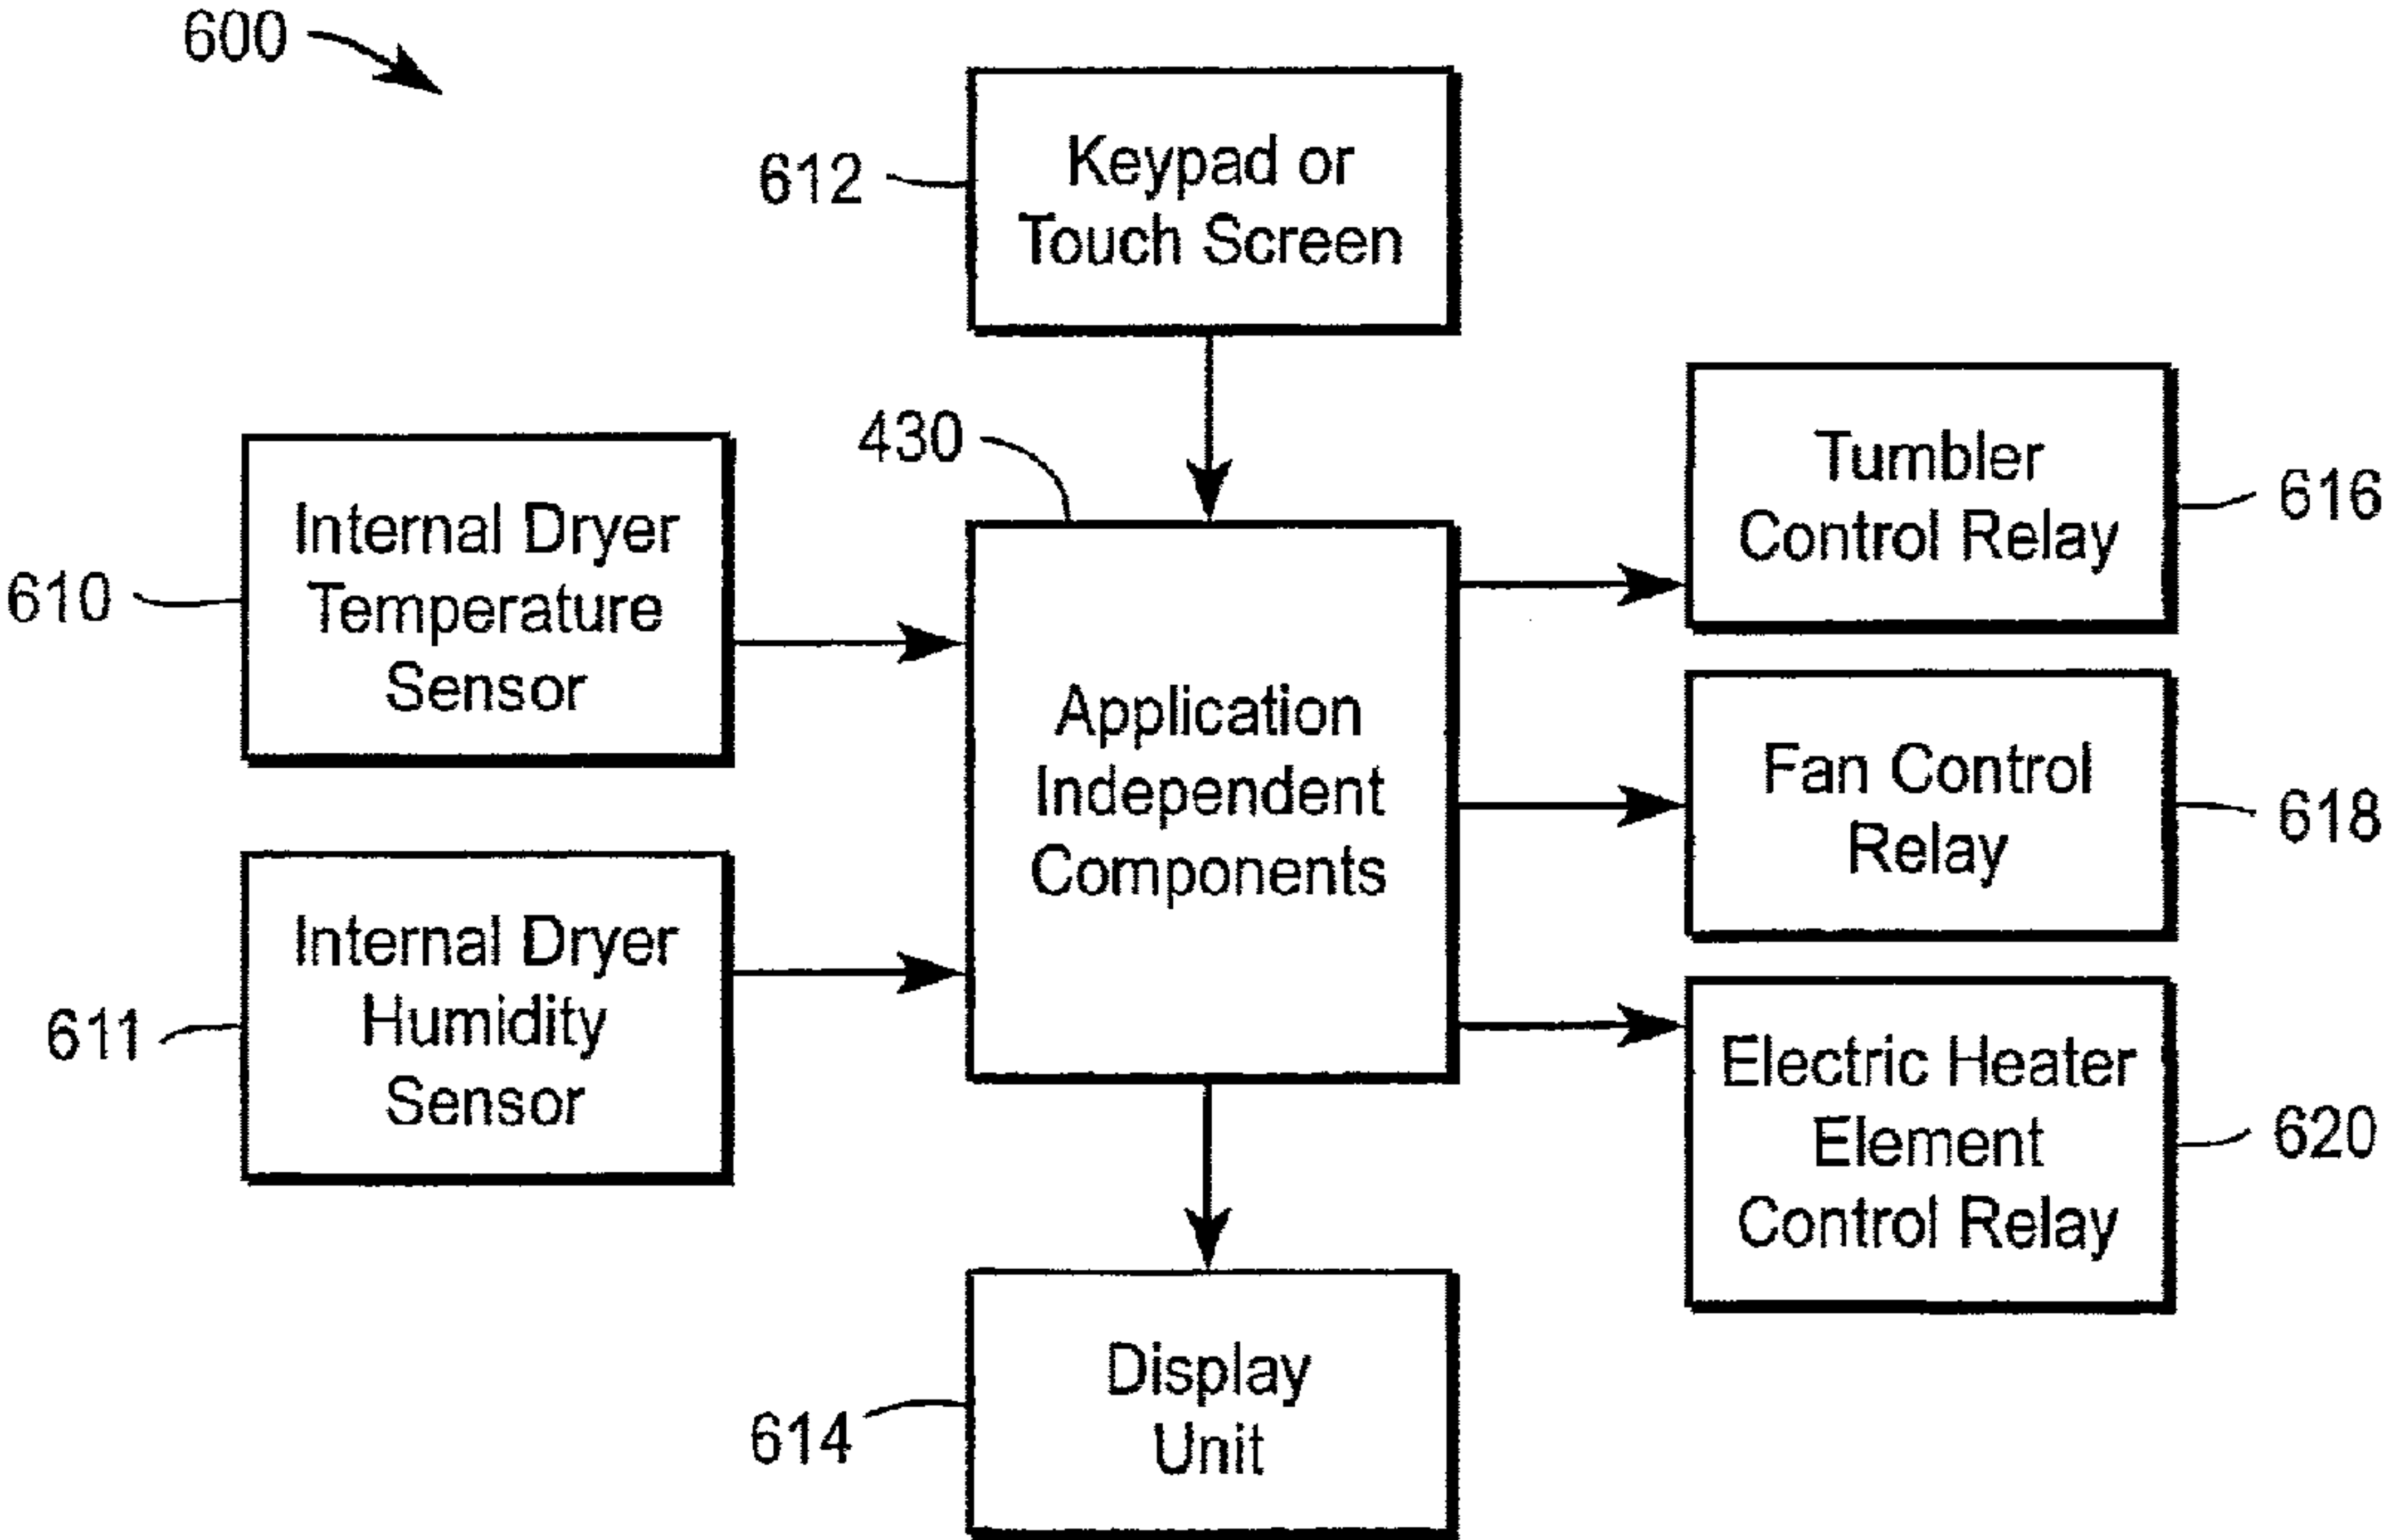 600
612
Keypad or
Touch Screen
430
610
Internal Dryer
Temperature
Sensor
611
Internal Dryer
Humidity
Sensor
Application
Independent
Components
Tumbler
Control Relay
616
Fan Control
Relay
618
Electric Heater
Element
Control Relay
620
614
Display
Unit